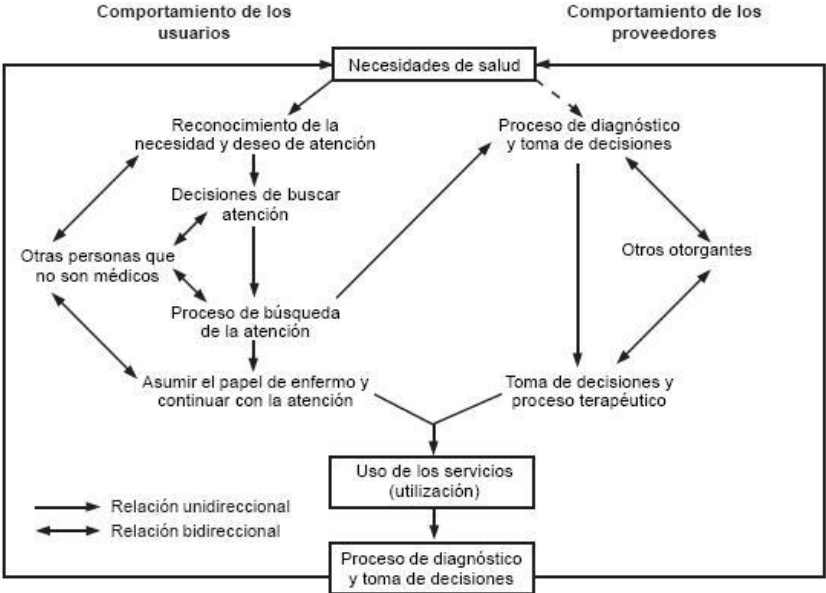 Comportamiento de los
usuarios
Comportamiento de los
proveedores
Necesidades de salud
Reconocimiento de la
necesidad y deseo de atención
Proceso de diagnóstico
y toma de decisiones
Decisiones de buscar
atención
Otras personas que
no son médicos
Otros otorgantes
Proceso de búsqueda
de la atención
Asumir el papel de enfermo y
continuar con la atención
Toma de decisiones y
proceso terapéutico
Uso de los servicios
(utilización)
Relación unidireccional
Relación bidireccional
Proceso de diagnóstico
y toma de decisiones